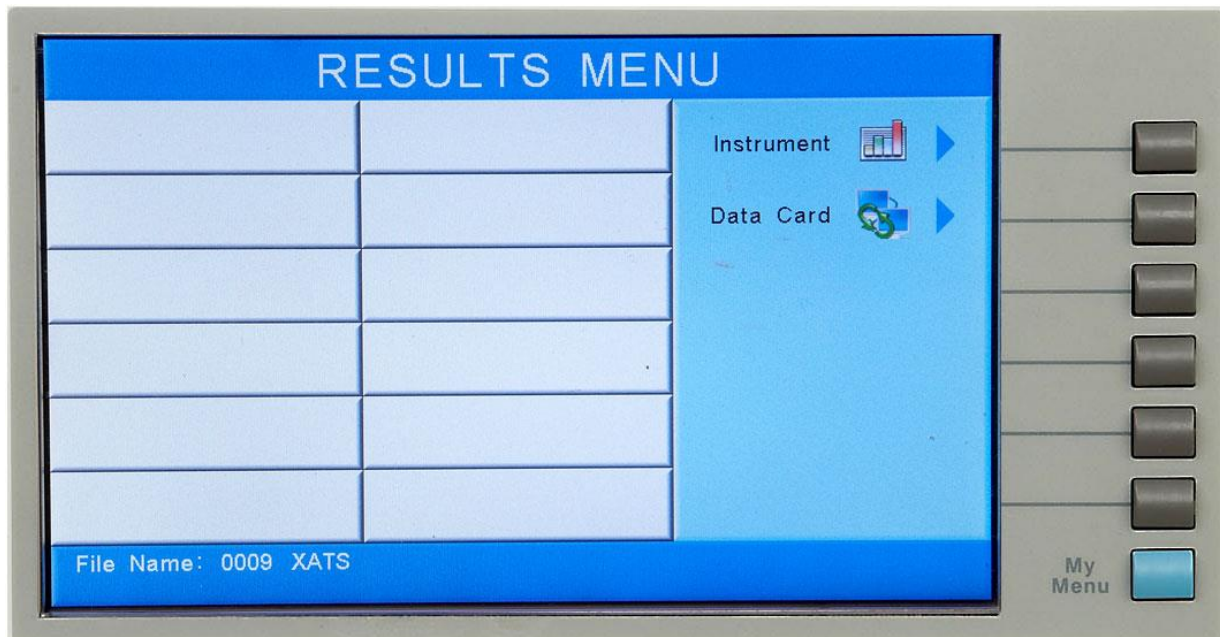 RESULTS MENU
Instrument
Data Card
File Name: 0009 XATS
My
Menu